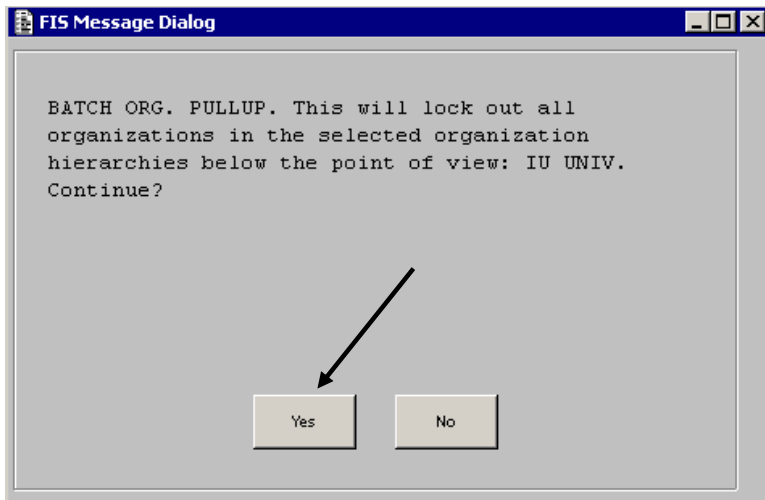 FIS Message Dialog
BATCH ORG. PULLUP. This will lock out all
organizations in the selected organization
hierarchies below the point of view: IU UNIV.
Continue?
Yes No